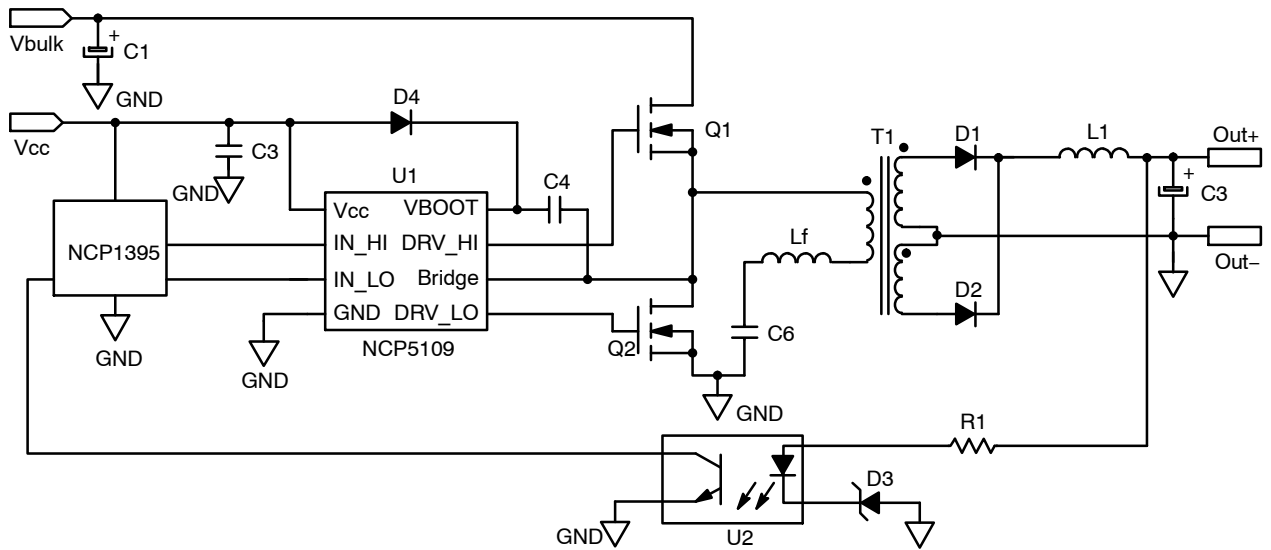 Vbulk
+
C1
GND
Vcc
D4
C3
GND
U1
C4
Q1
T1
D1
L1
Out+
+
C3
Out−
NCP1395
Vcc VBOOT
IN_HI DRV_HI
IN_LO Bridge
GND DRV_LO
NCP5109
GND
GND
Lf
D2
Q2
C6
GND
R1
D3
GND
U2